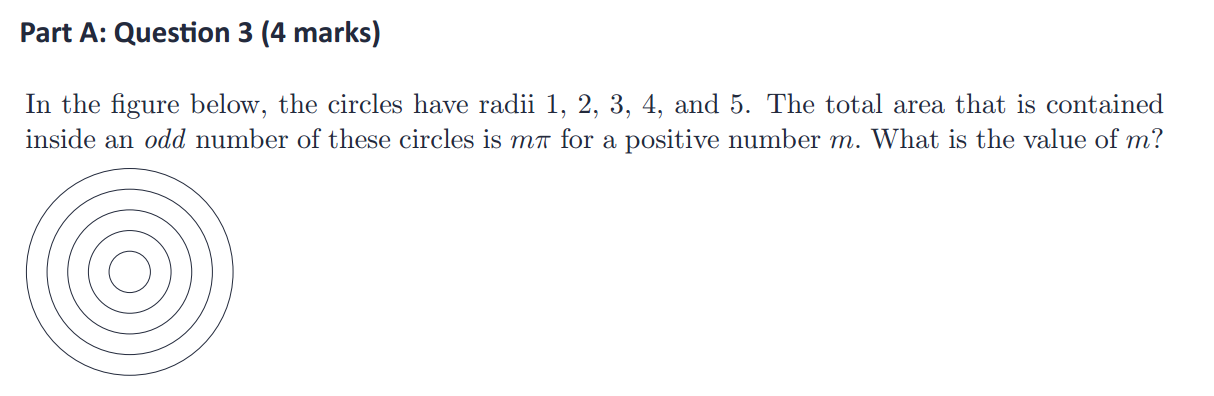 Part A: Question 3 (4 marks)
In the figure below, the circles have radii 1, 2, 3, 4, and 5. The total area that is contained
inside an odd number of these circles is mπ for a positive number m. What is the value of m?